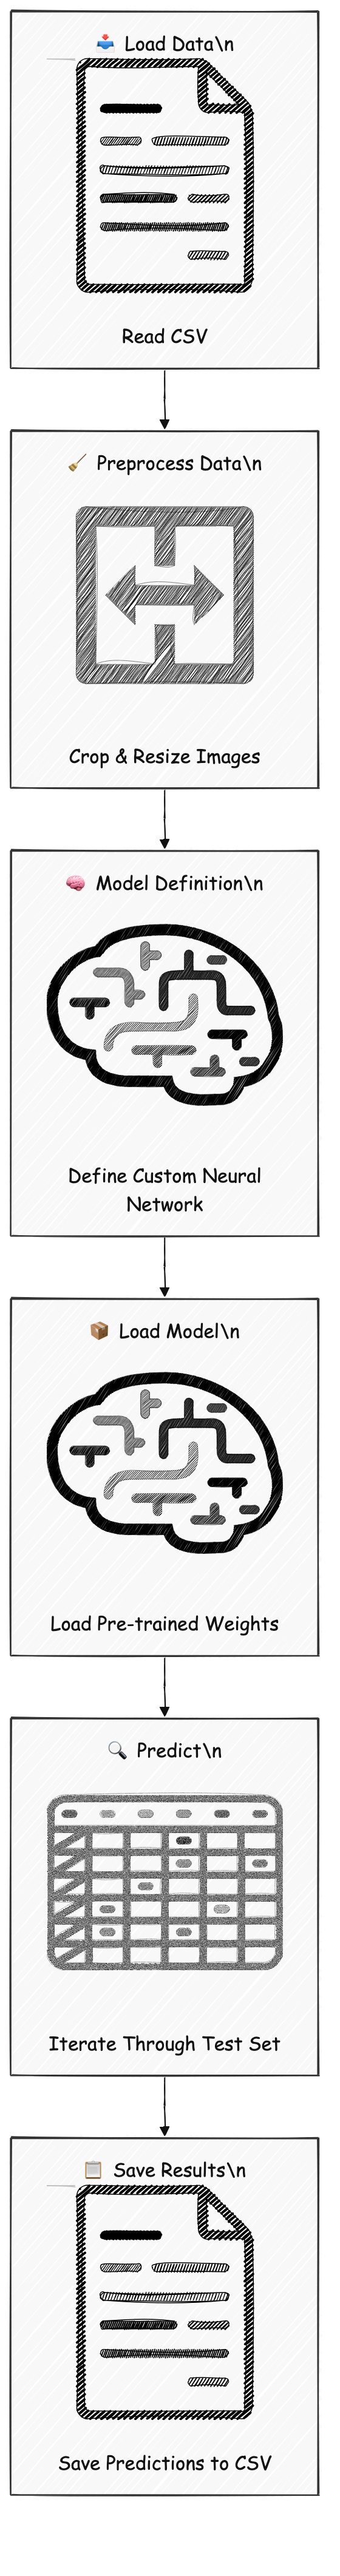 📥 Load Data\n
Read CSV
🧹 Preprocess Data\n
Crop & Resize Images
🧠 Model Definition\n
Define Custom Neural
Network
📦 Load Model\n
Load Pre-trained Weights
🔍 Predict\n
Iterate Through Test Set
📋 Save Results\n
Save Predictions to CSV